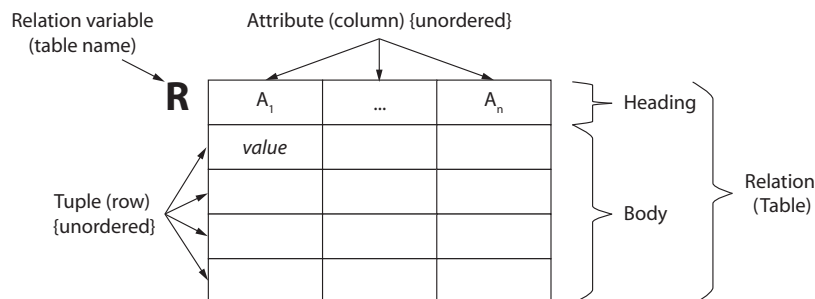 Relation variable
(table name)
Attribute (column) {unordered}
R
A1
...
An
Heading
value
Tuple (row)
{unordered}
Body
Relation
(Table)